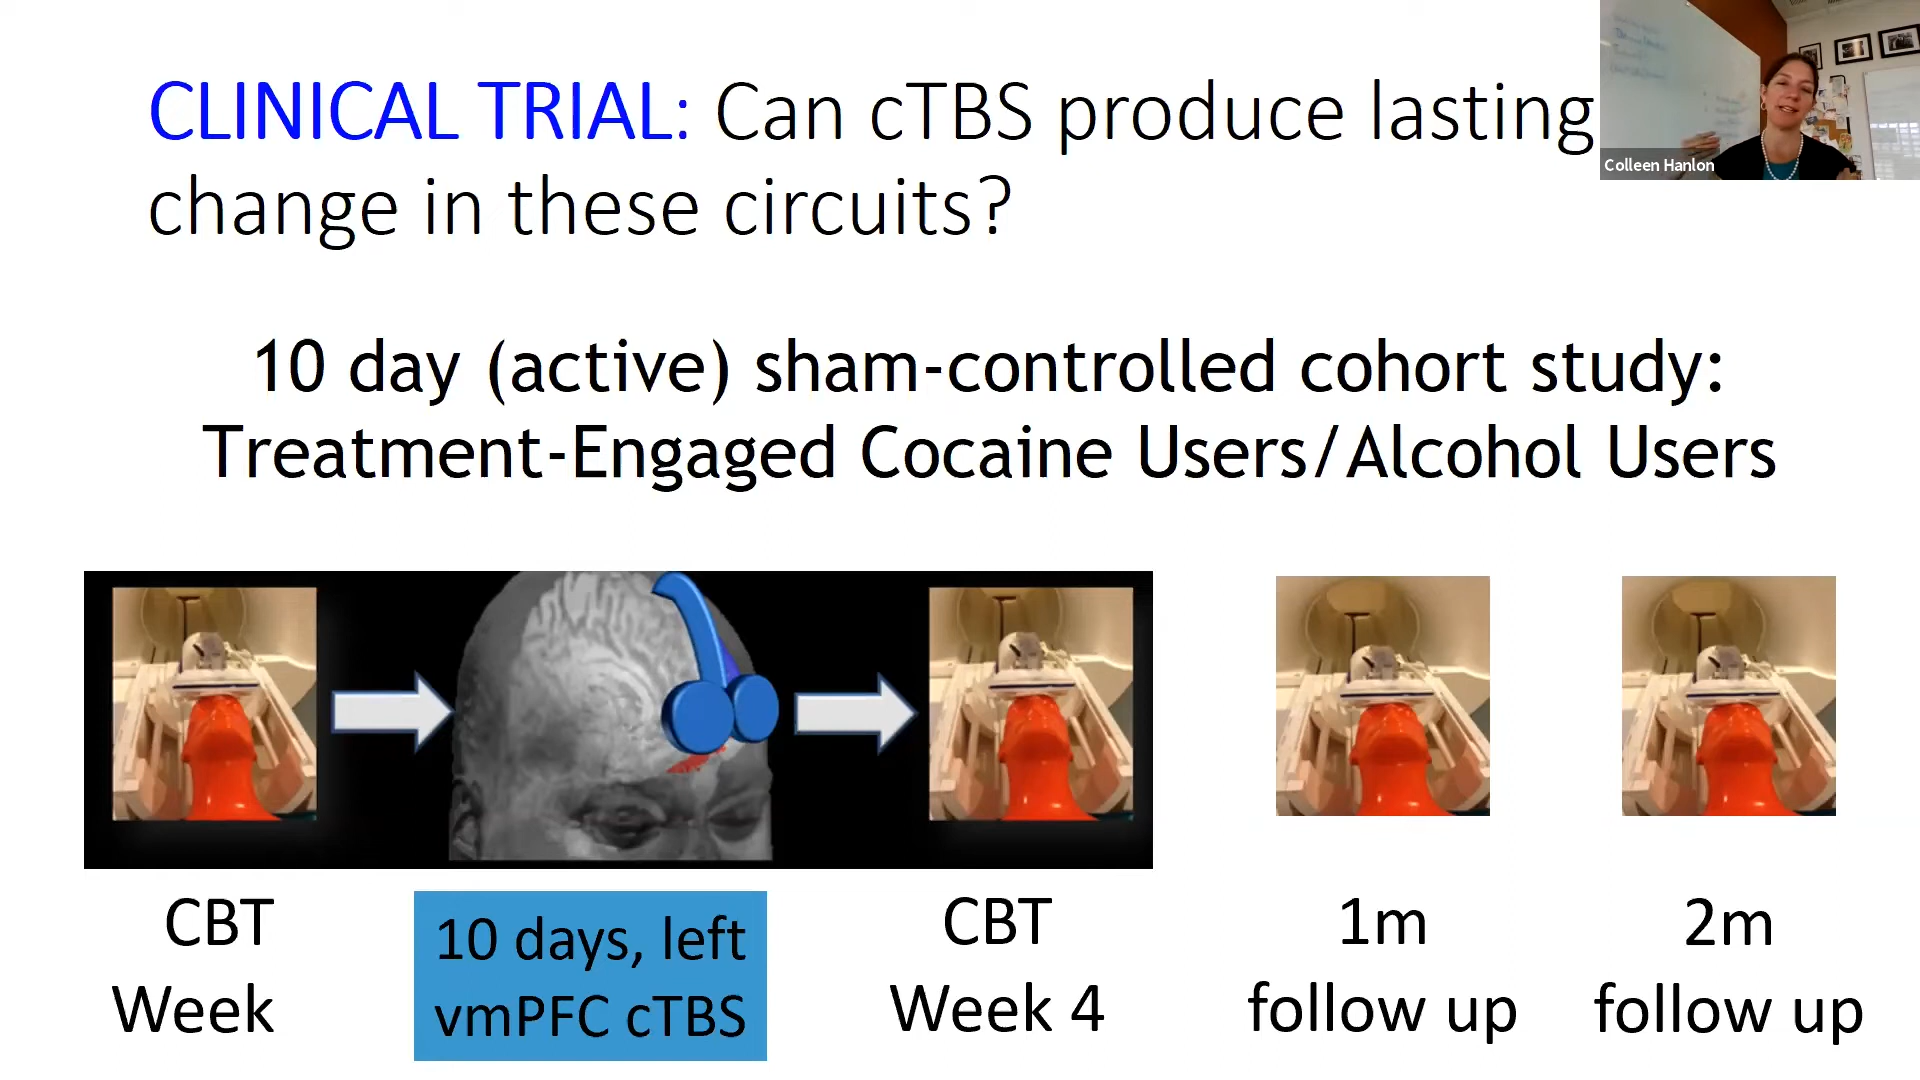 CLINICAL TRIAL: Can cTBS produce lasting
change in these circuits?
Colleen Hanlon
10 day (active) sham-controlled cohort study:
Treatment-Engaged Cocaine Users/Alcohol Users
CBT
Week
10 days, left
vmPFC cTBS
CBT
Week 4
1m
follow up
2m
follow up